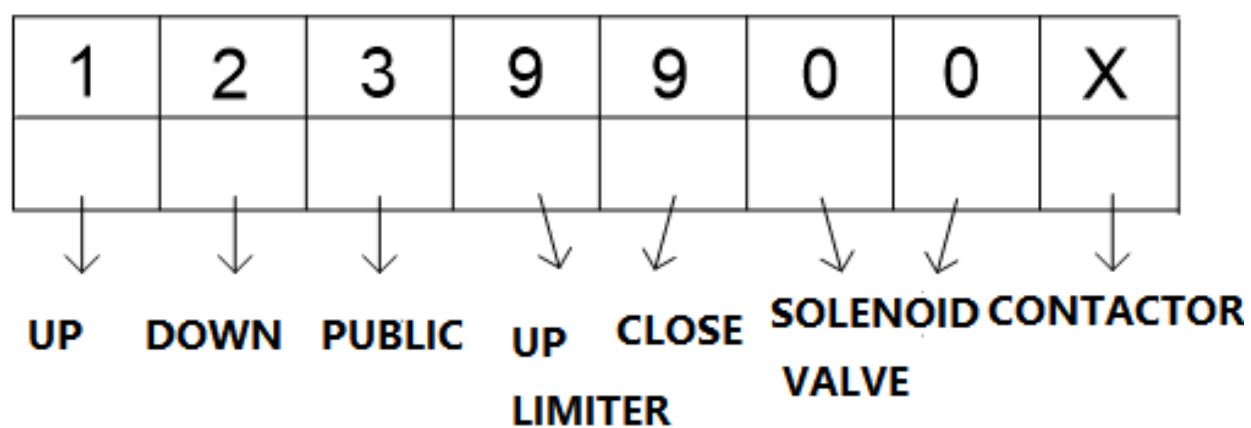 1 2 3 9 9 0 0 X
UP DOWN PUBLIC UP CLOSE SOLENOID CONTACTOR
LIMITER VALVE